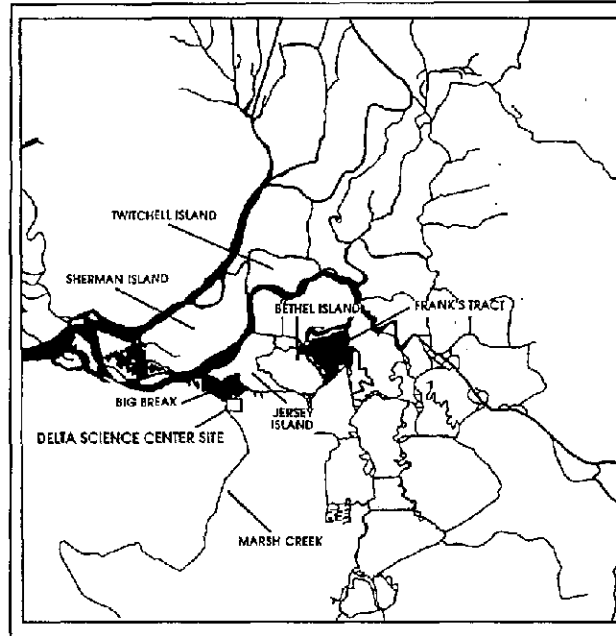 TWITCHELL ISLAND
SHERMAN ISLAND
BETHEL ISLAND
FRANK'S TRACT
BIG BREAK
JERSEY
ISLAND
DELTA SCIENCE CENTER SITE
MARSH CREEK